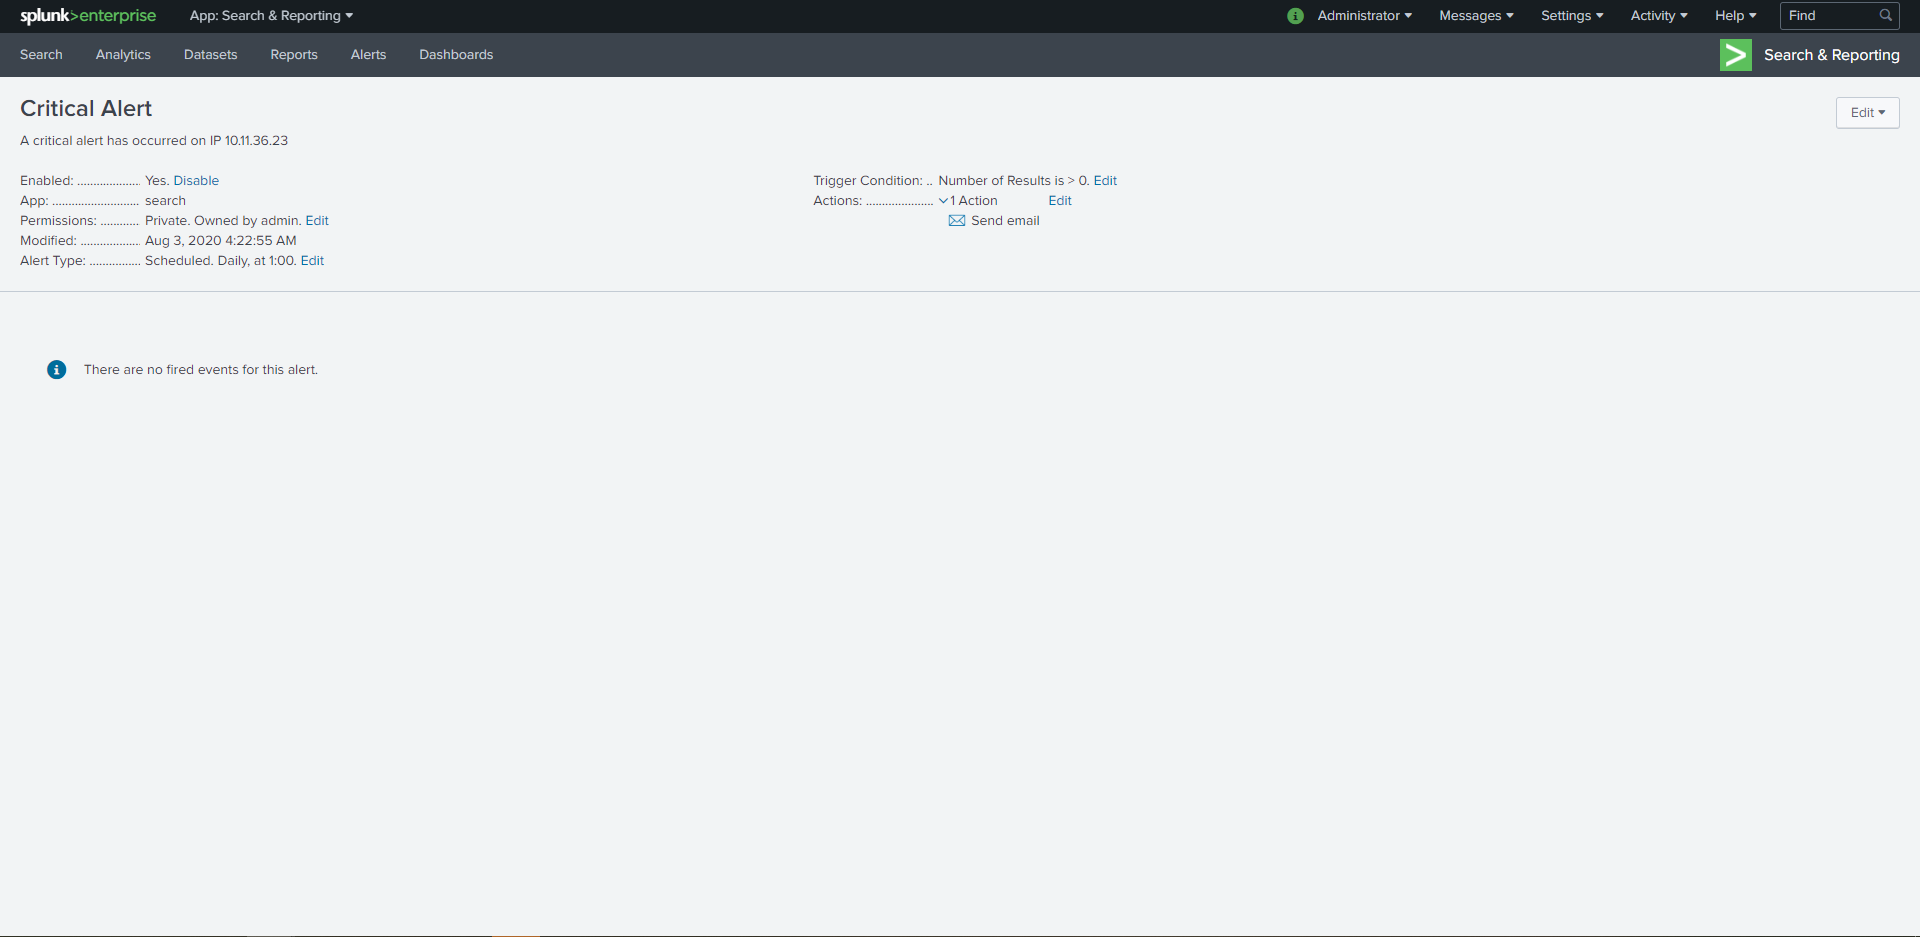 splunk>enterprise App: Search & Reporting Administrator Messages Settings Activity Help Find
Search Analytics Datasets Reports Alerts Dashboards Search & Reporting
Critical Alert
Edit
A critical alert has occurred on IP 10.11.36.23
Enabled: ................... Yes. Disable
App: .......................... search
Permissions: ............ Private. Owned by admin. Edit
Modified: .................. Aug 3, 2020 4:22:55 AM
Alert Type: ............... Scheduled. Daily, at 1:00. Edit
Trigger Condition: .. Number of Results is > 0. Edit
Actions: .................... 1 Action Edit
Send email
There are no fired events for this alert.